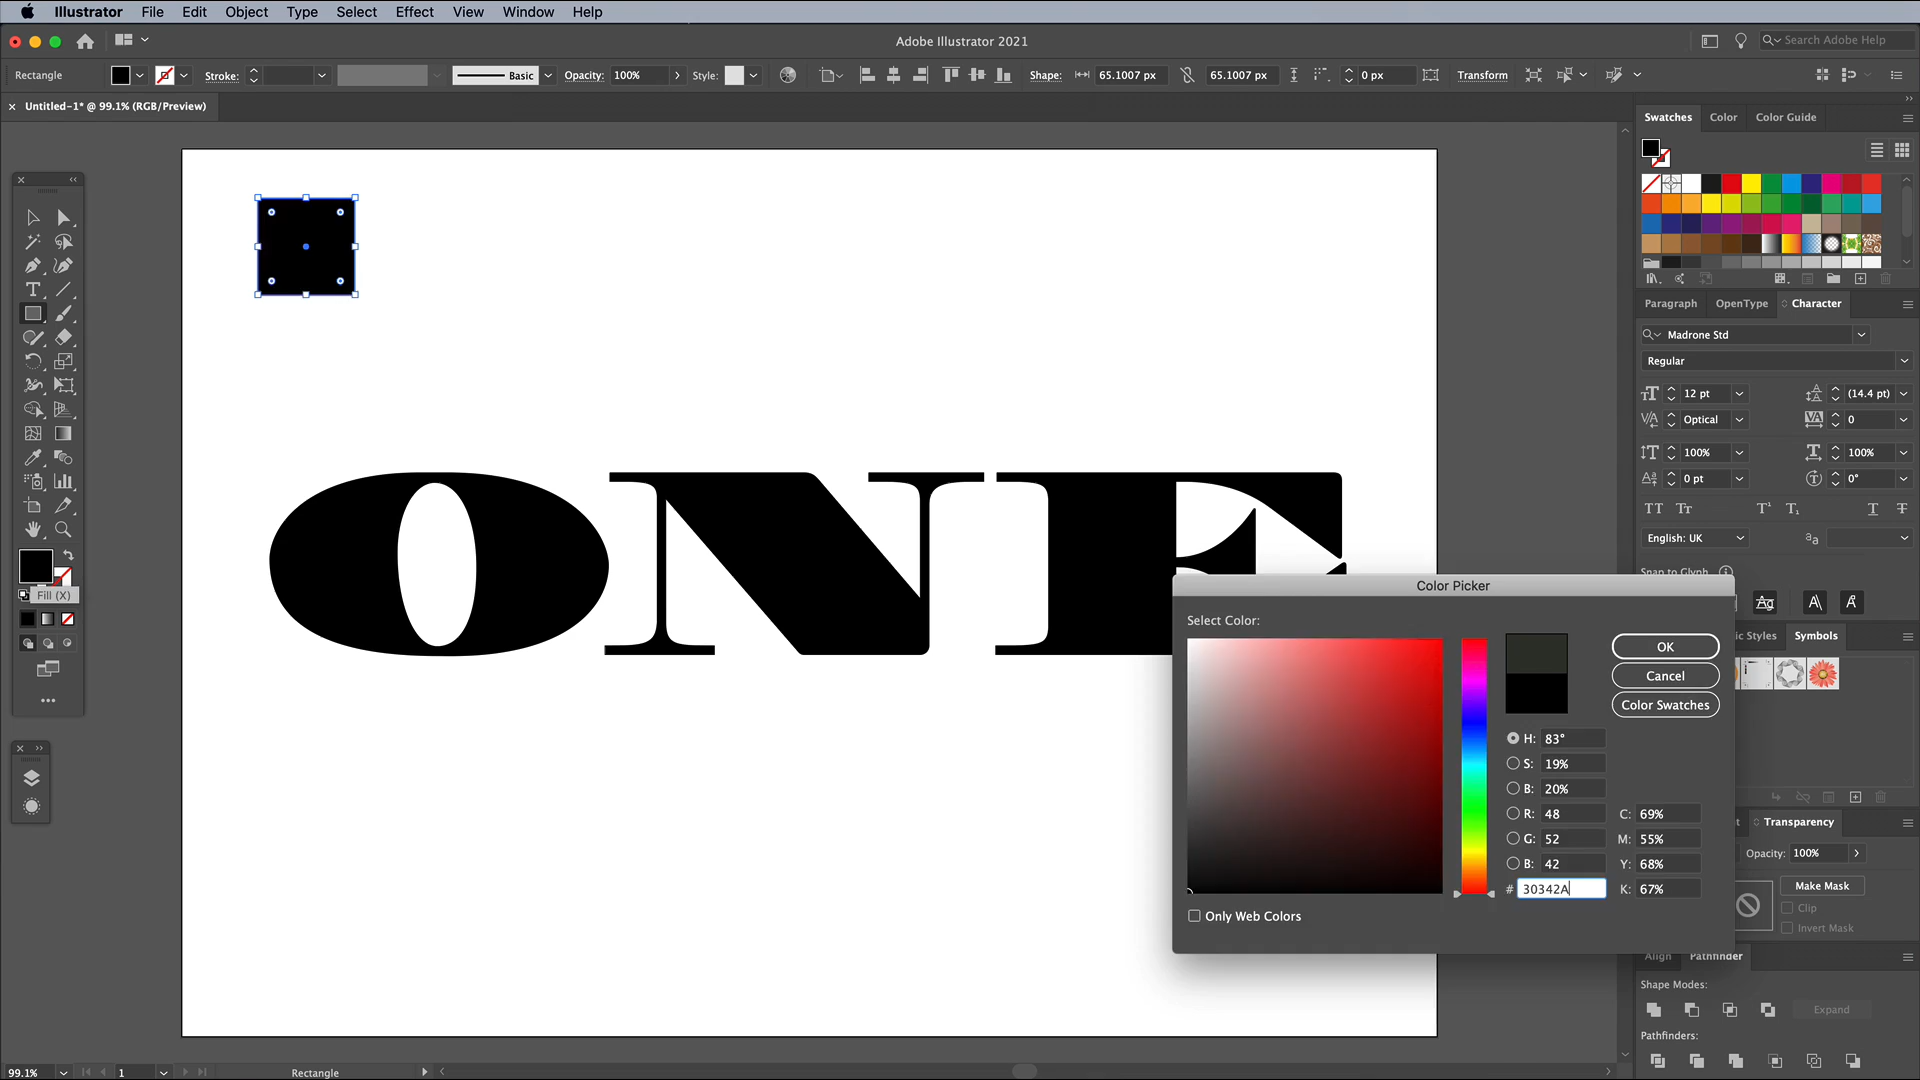 Illustrator File Edit Object Type Select Effect View Window Help
Adobe Illustrator 2021
Search Adobe Help
Rectangle Stroke: Basic Opacity: 100% Style: Shape: 65.1007 px 65.1007 px 0 px Transform
Untitled-1* @ 99.1% (RGB/Preview)
Swatches Color Color Guide
Paragraph OpenType Character
Madrone Std
Regular
12 pt (14.4 pt)
Optical 0
100% 100%
0 pt 0°
English: UK
Snap to Glyph
ONE
Fill (X)
Color Picker
Select Color:
OK
Cancel
Color Swatches
H: 83°
S: 19%
B: 20%
R: 48 C: 69%
G: 52 M: 55%
B: 42 Y: 68%
# 30342A K: 67%
Only Web Colors
ic Styles Symbols
t Transparency
Opacity: 100%
Make Mask
Clip
Invert Mask
Align Pathfinder
Shape Modes:
Expand
Pathfinders:
99.1% 1 Rectangle